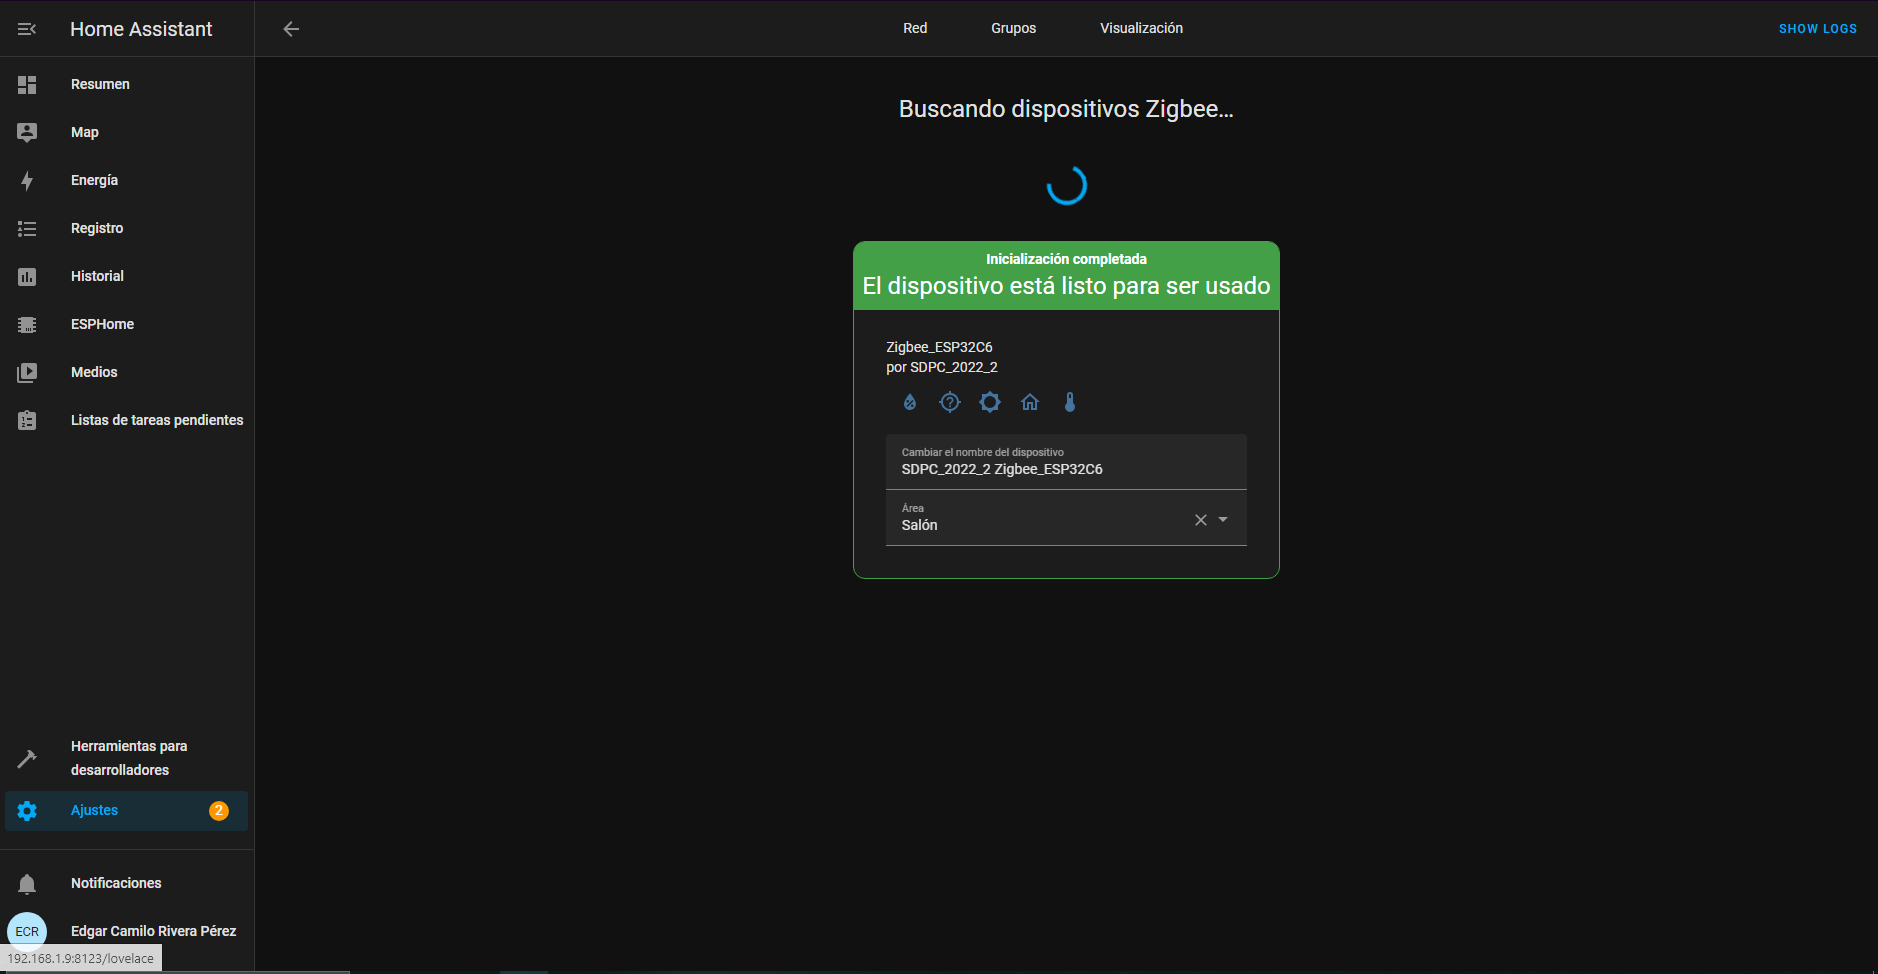 Home Assistant
Red
Grupos
Visualización
SHOW LOGS
Resumen
Map
Energía
Registro
Historial
ESPHome
Medios
Listas de tareas pendientes
Herramientas para
desarrolladores
Ajustes
2
Notificaciones
ECR
Edgar Camilo Rivera Pérez
192.168.1.9:8123/lovelace
Buscando dispositivos Zigbee...
Inicialización completada
El dispositivo está listo para ser usado
Zigbee_ESP32C6
por SDPC_2022_2
Cambiar el nombre del dispositivo
SDPC_2022_2 Zigbee_ESP32C6
Área
Salón